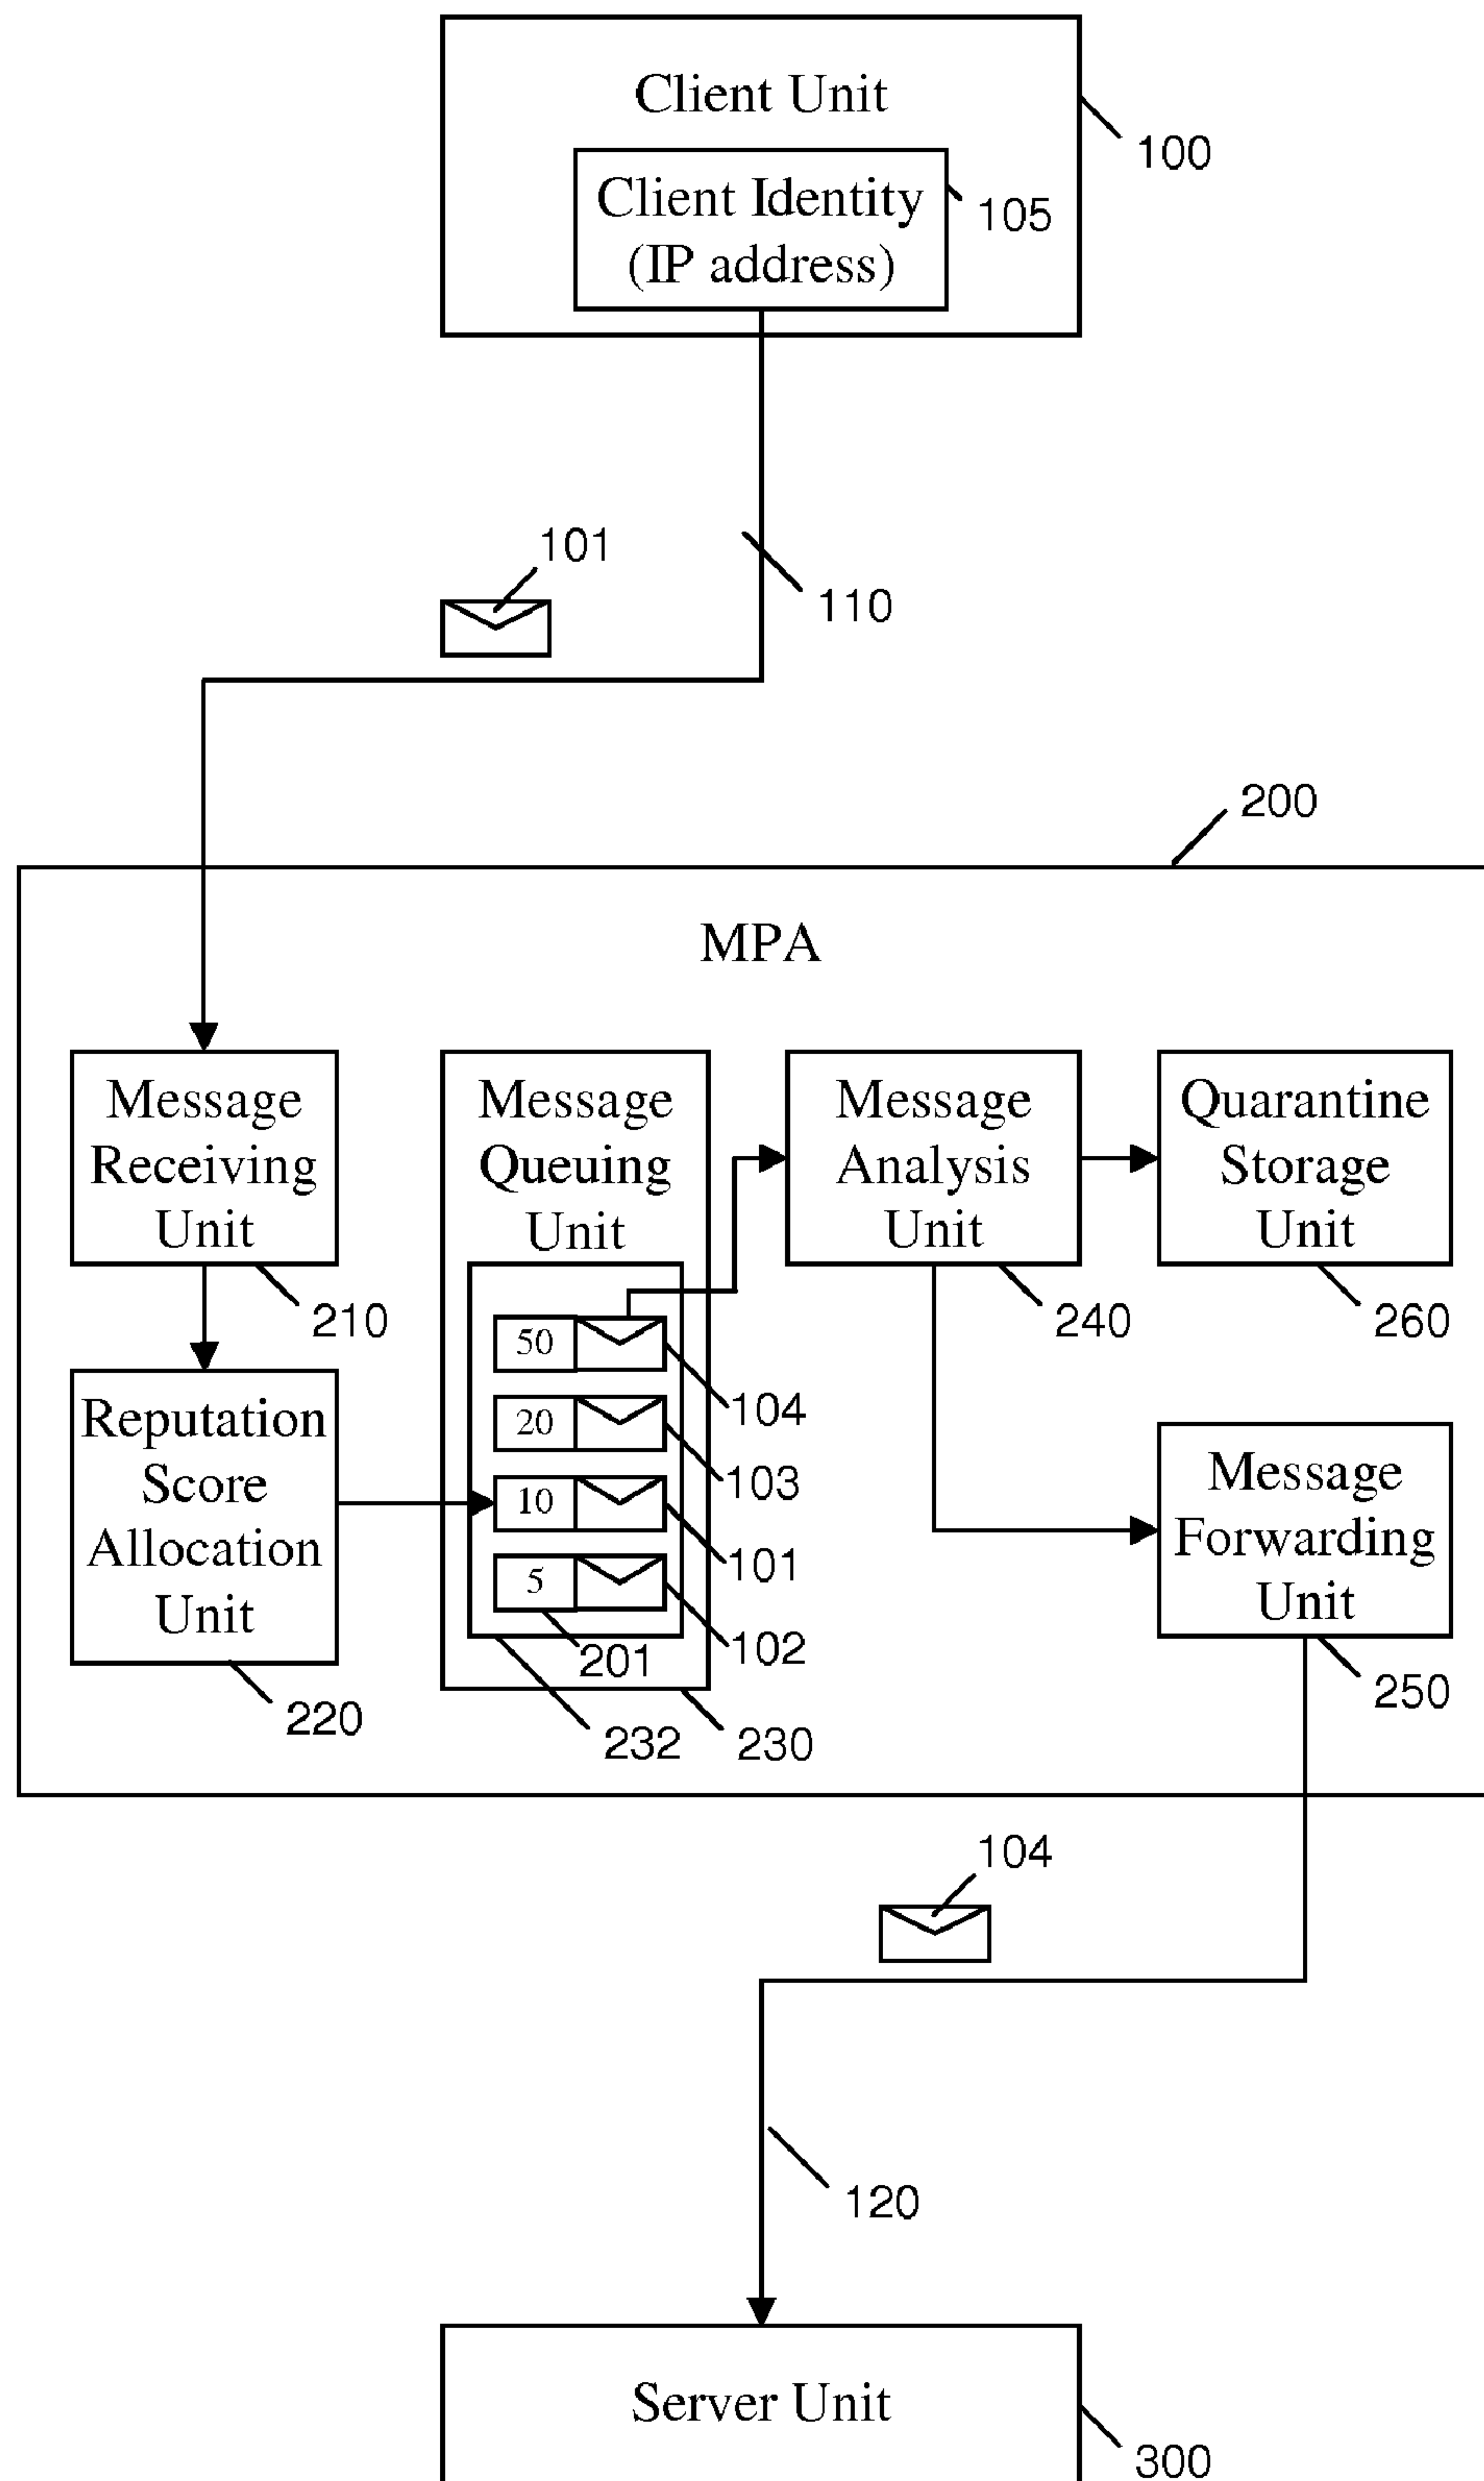 Client Unit
100
Client Identity
(IP address)
105
101
110
200
MPA
Message
Receiving
Unit
210
Message
Queuing
Unit
Message
Analysis
Unit
240
Quarantine
Storage
Unit
260
Reputation
Score
Allocation
Unit
220
50
104
20
103
10
101
5
102
201
232
230
Message
Forwarding
Unit
250
104
120
Server Unit
300